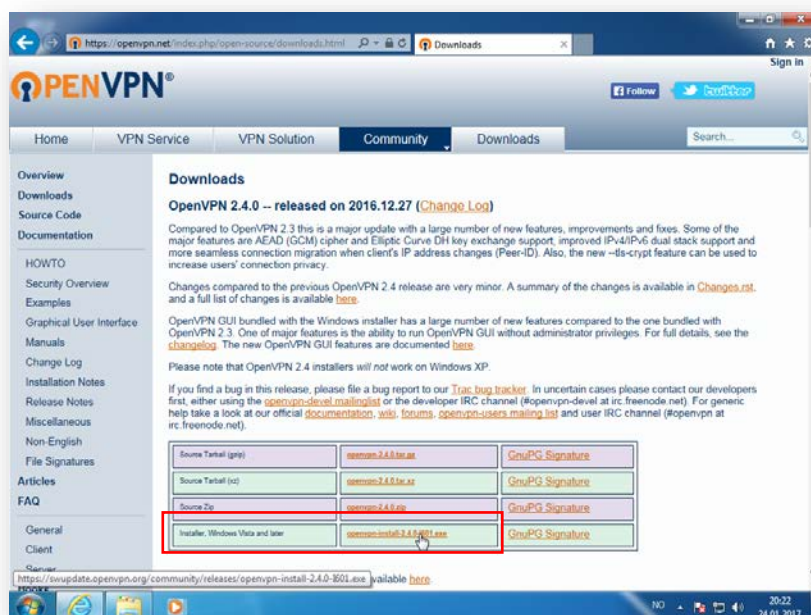 https://openvpn.net/index.php/open-source/downloads.html
Downloads
Sign in
OPENVPN®
Follow
twitter
Home
VPN Service
VPN Solution
Community
Downloads
Search...
Overview
Downloads
Source Code
Documentation
HOWTO
Security Overview
Examples
Graphical User Interface
Manuals
Change Log
Installation Notes
Release Notes
Miscellaneous
Non-English
File Signatures
Articles
FAQ
General
Client
Server
Downloads
OpenVPN 2.4.0 -- released on 2016.12.27 (Change Log)
Compared to OpenVPN 2.3 this is a major update with a large number of new features, improvements and fixes. Some of the
major features are AEAD (GCM) cipher and Elliptic Curve DH key exchange support, improved IPv4/IPv6 dual stack support and
more seamless connection migration when client's IP address changes (Peer-ID). Also, the new --tls-crypt feature can be used to
increase users' connection privacy.
Changes compared to the previous OpenVPN 2.4 release are very minor. A summary of the changes is available in Changes.rst,
and a full list of changes is available here.
OpenVPN GUI bundled with the Windows installer has a large number of new features compared to the one bundled with
OpenVPN 2.3. One of major features is the ability to run OpenVPN GUI without administrator privileges. For full details, see the
changelog. The new OpenVPN GUI features are documented here.
Please note that OpenVPN 2.4 installers will not work on Windows XP.
If you find a bug in this release, please file a bug report to our Trac bug tracker. In uncertain cases please contact our developers
first, either using the openvpn-devel mailinglist or the developer IRC channel (#openvpn-devel at irc.freenode.net). For generic
help take a look at our official documentation, wiki, forums, openvpn-users mailing list and user IRC channel (#openvpn at
irc.freenode.net).
Source Tarball (gzip) openvpn-2.4.0.tar.gz GnuPG Signature
Source Tarball (xz) openvpn-2.4.0.tar.xz GnuPG Signature
Source Zip openvpn-2.4.0.zip GnuPG Signature
Installer, Windows Vista and later openvpn-install-2.4.0-I601.exe GnuPG Signature
https://swupdate.openvpn.org/community/releases/openvpn-install-2.4.0-I601.exe vailable here.
NO
20:22
24.01.2017